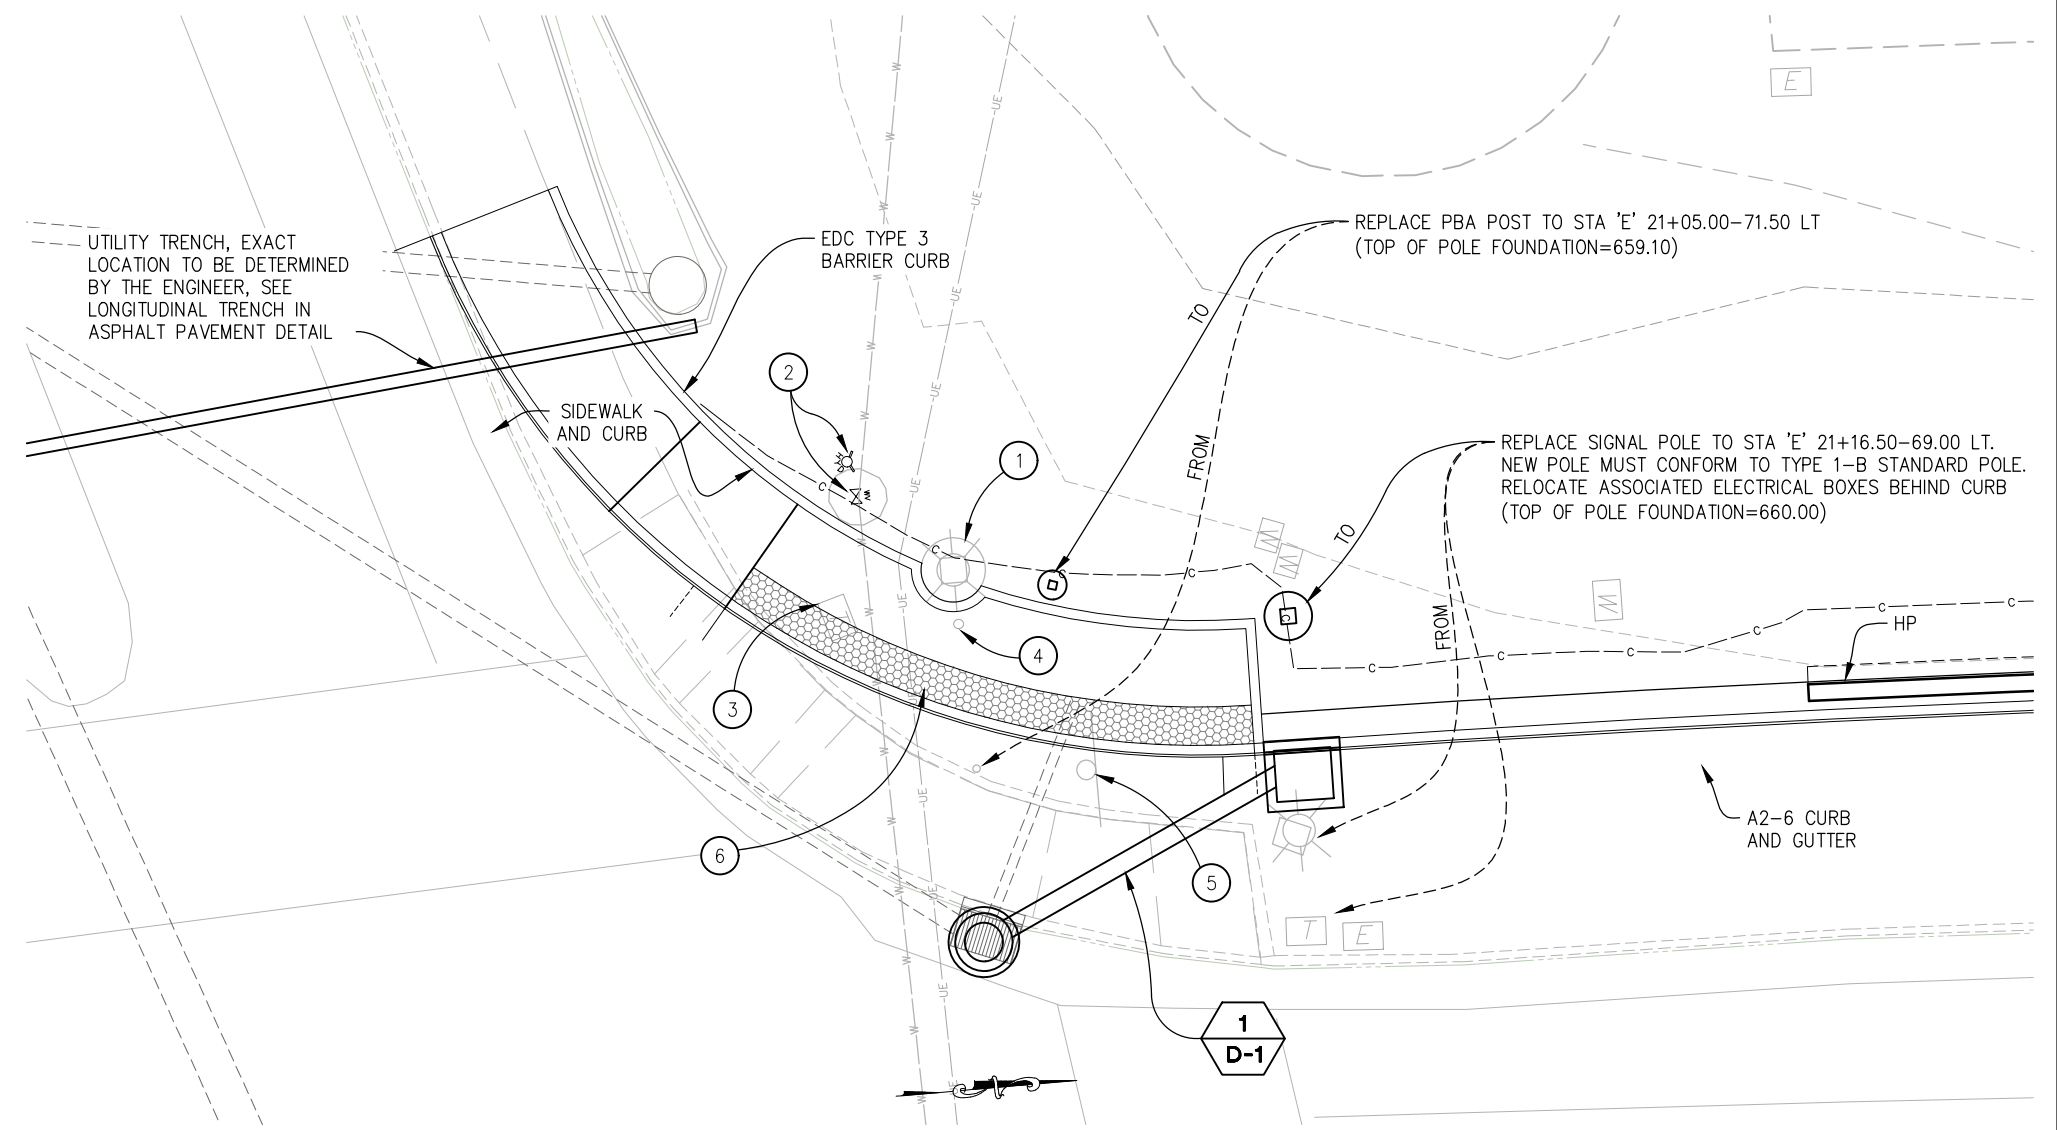 E
UTILITY TRENCH, EXACT
LOCATION TO BE DETERMINED
BY THE ENGINEER, SEE
LONGITUDINAL TRENCH IN
ASPHALT PAVEMENT DETAIL
EDC TYPE 3
BARRIER CURB
REPLACE PBA POST TO STA 'E' 21+05.00-71.50 LT
(TOP OF POLE FOUNDATION=659.10)
TO
FROM
SIDEWALK
AND CURB
2
1
REPLACE SIGNAL POLE TO STA 'E' 21+16.50-69.00 LT.
NEW POLE MUST CONFORM TO TYPE 1-B STANDARD POLE.
RELOCATE ASSOCIATED ELECTRICAL BOXES BEHIND CURB
(TOP OF POLE FOUNDATION=660.00)
TO
FROM
W
W
W
UE
UE
UE
C
C
C
C
C
HP
4
3
6
5
A2-6 CURB
AND GUTTER
T
E
1
D-1